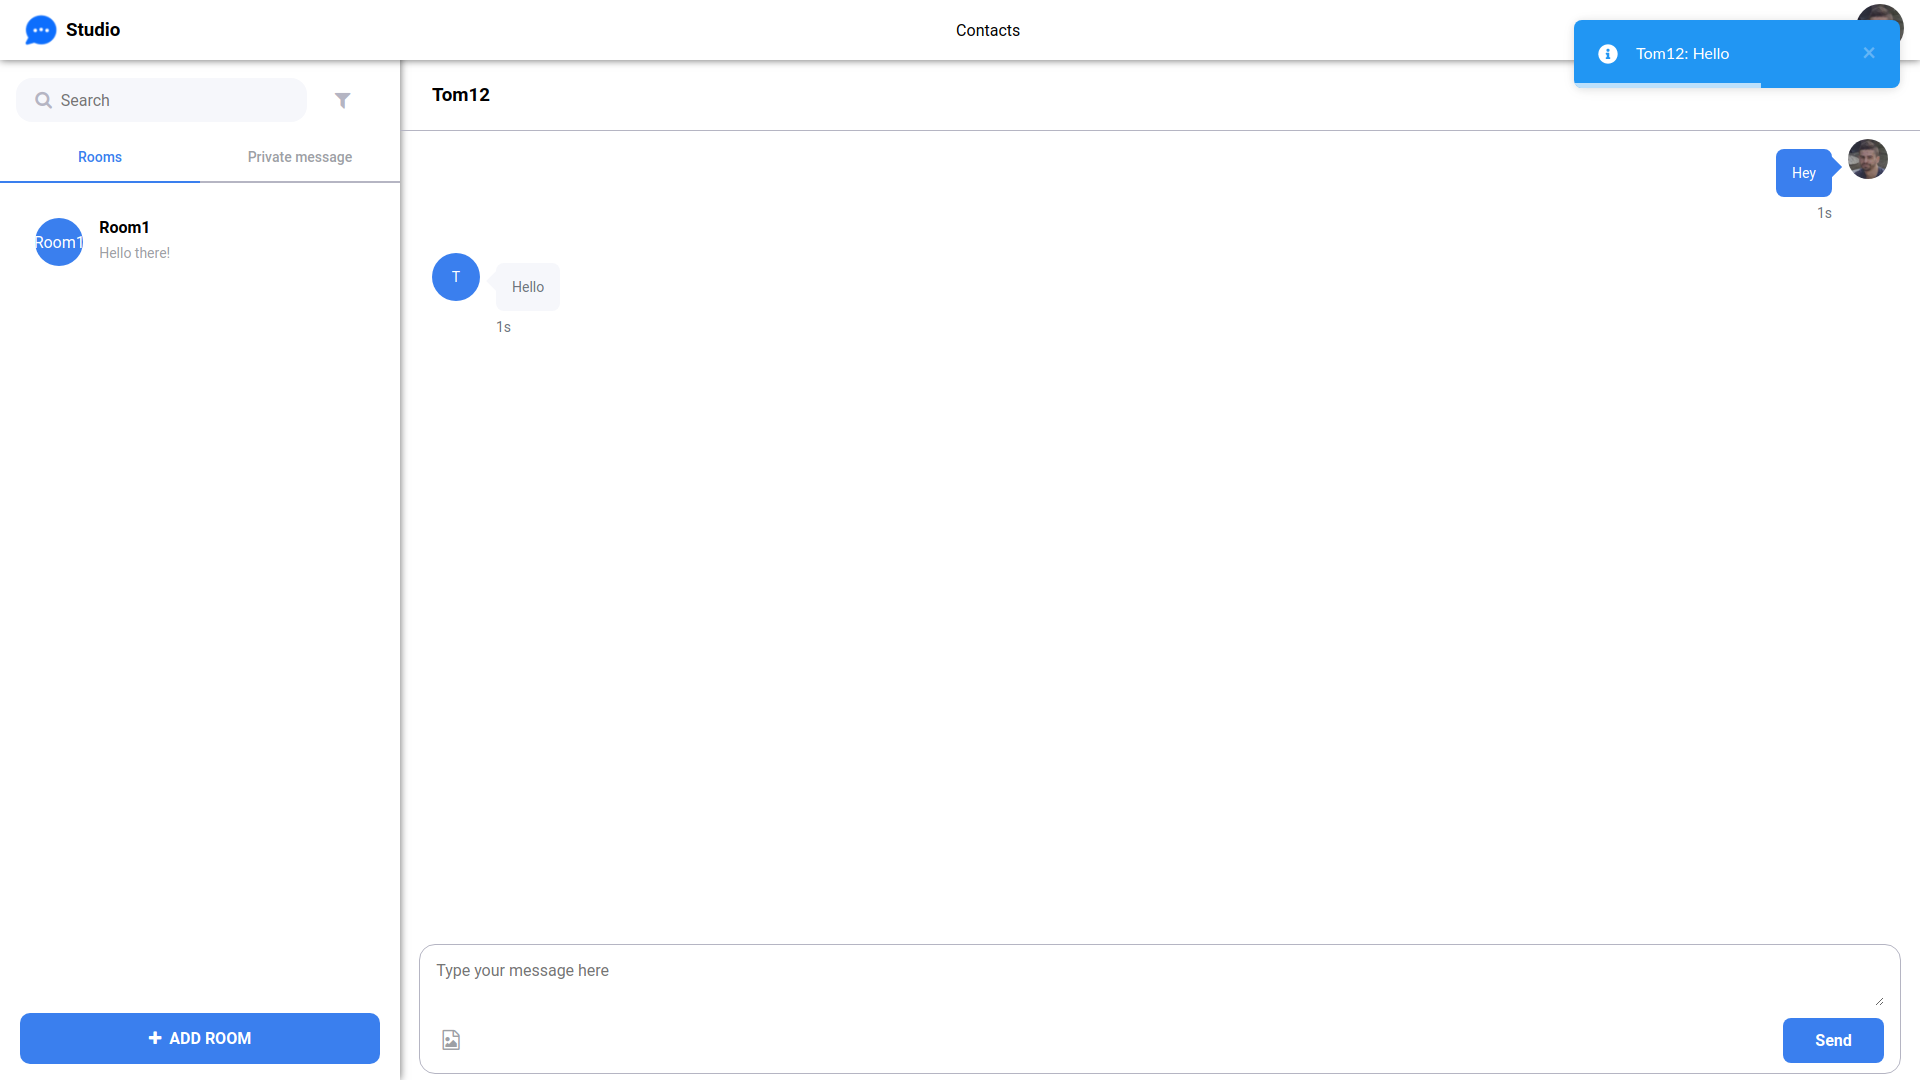 Studio
Contacts
Tom12: Hello
Search
Rooms
Private message
Room1
Room1
Hello there!
ADD ROOM
Tom12
Hey
1s
T
Hello
1s
Type your message here
Send